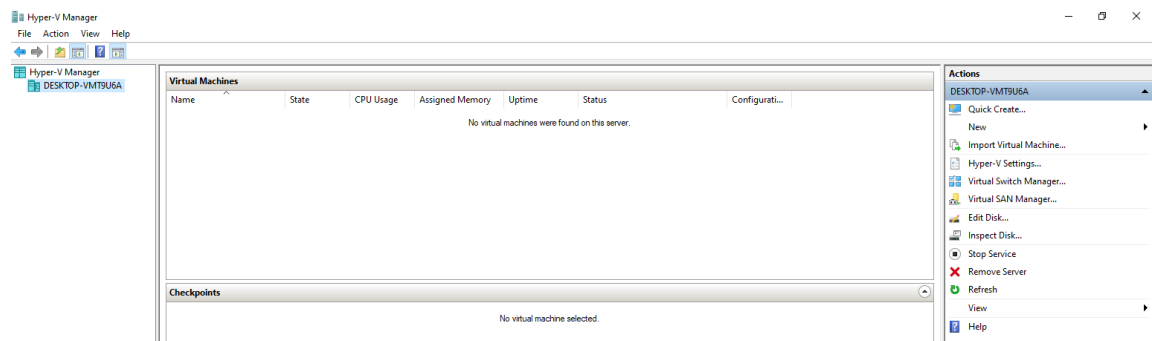 Hyper-V Manager
File Action View Help
Hyper-V Manager
DESKTOP-VMT9U6A
Virtual Machines
Name State CPU Usage Assigned Memory Uptime Status Configurati...
No virtual machines were found on this server.
Checkpoints
No virtual machine selected.
Actions
DESKTOP-VMT9U6A
Quick Create...
New
Import Virtual Machine...
Hyper-V Settings...
Virtual Switch Manager...
Virtual SAN Manager...
Edit Disk...
Inspect Disk...
Stop Service
Remove Server
Refresh
View
Help